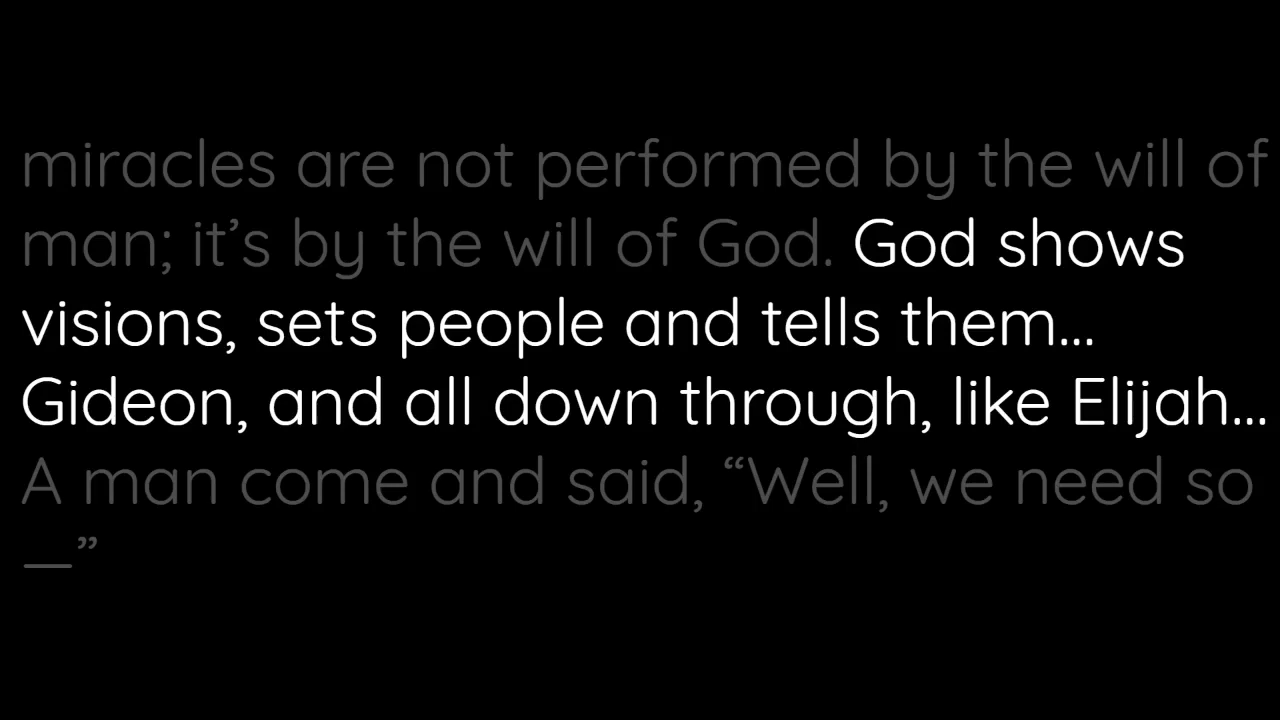 miracles are not performed by the will of
man; it’s by the will of God. God shows
visions, sets people and tells them...
Gideon, and all down through, like Elijah...
A man come and said, “Well, we need so
—”